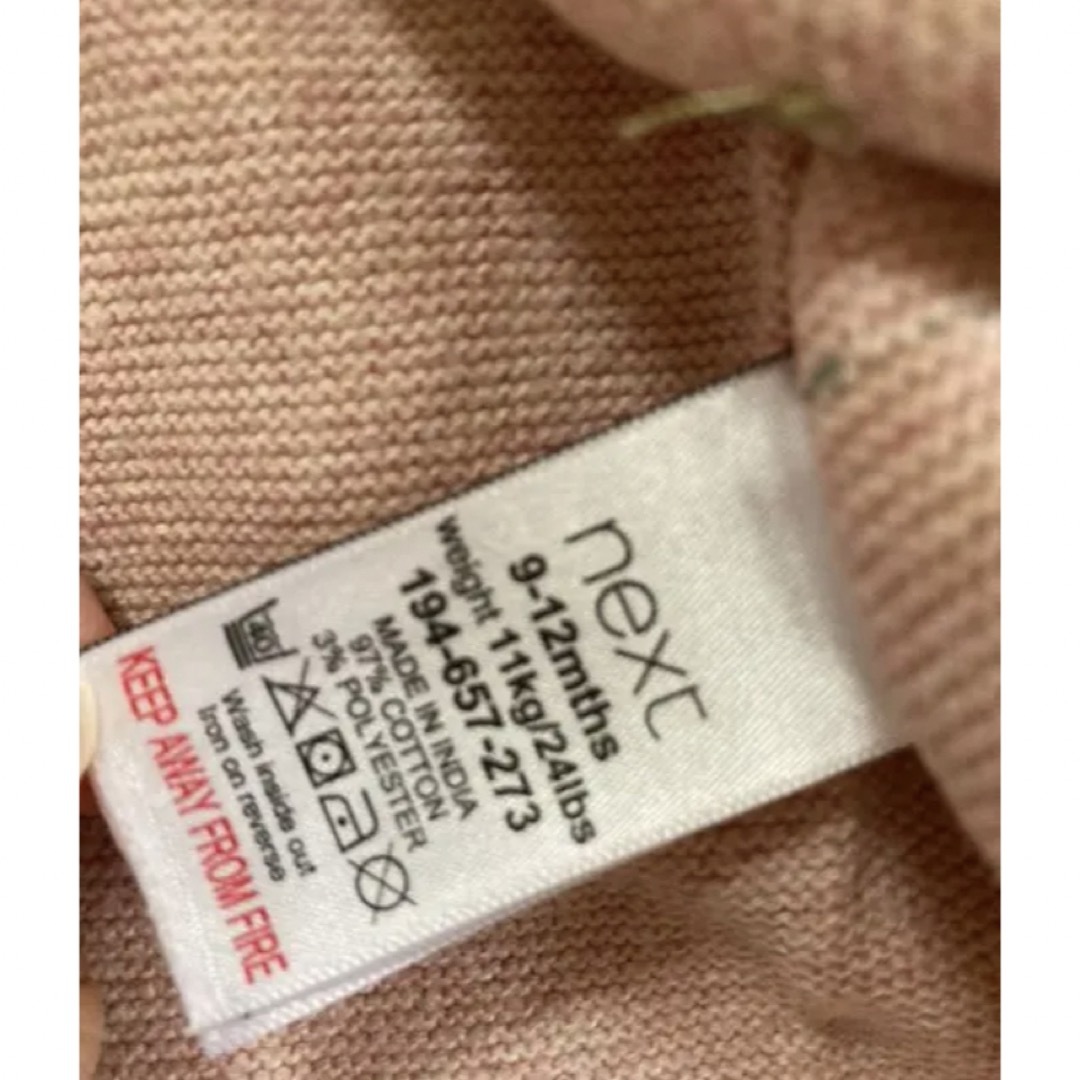 next
9-12mths
weight 11kg/24lbs
194-657-273
MADE IN INDIA
97% COTTON
3% POLYESTER
40
Wash inside out
Iron on reverse
KEEP AWAY FROM FIRE